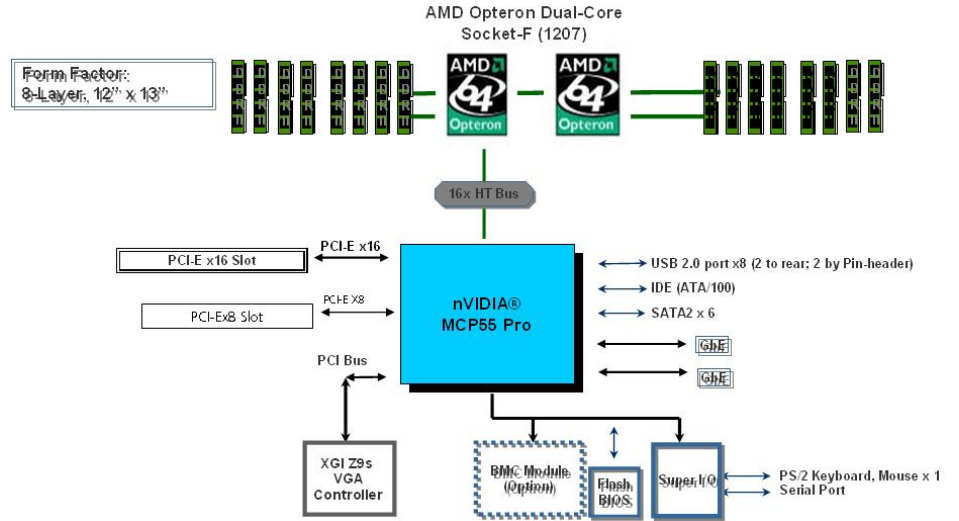 AMD Opteron Dual-Core
Socket-F (1207)
Form Factor:
8-Layer, 12” x 13”
AMD
64
Opteron
AMD
64
Opteron
16x HT Bus
PCI-E x16
PCI-E x16 Slot
nVIDIA®
MCP55 Pro
USB 2.0 port x8 (2 to rear; 2 by Pin-header)
IDE (ATA/100)
SATA2 x 6
PCI-E X8
PCI-Ex8 Slot
GbE
GbE
PCI Bus
XGI Z9s
VGA
Controller
BMC Module
(Option)
Flash
BIOS
Super I/O
PS/2 Keyboard, Mouse x 1
Serial Port